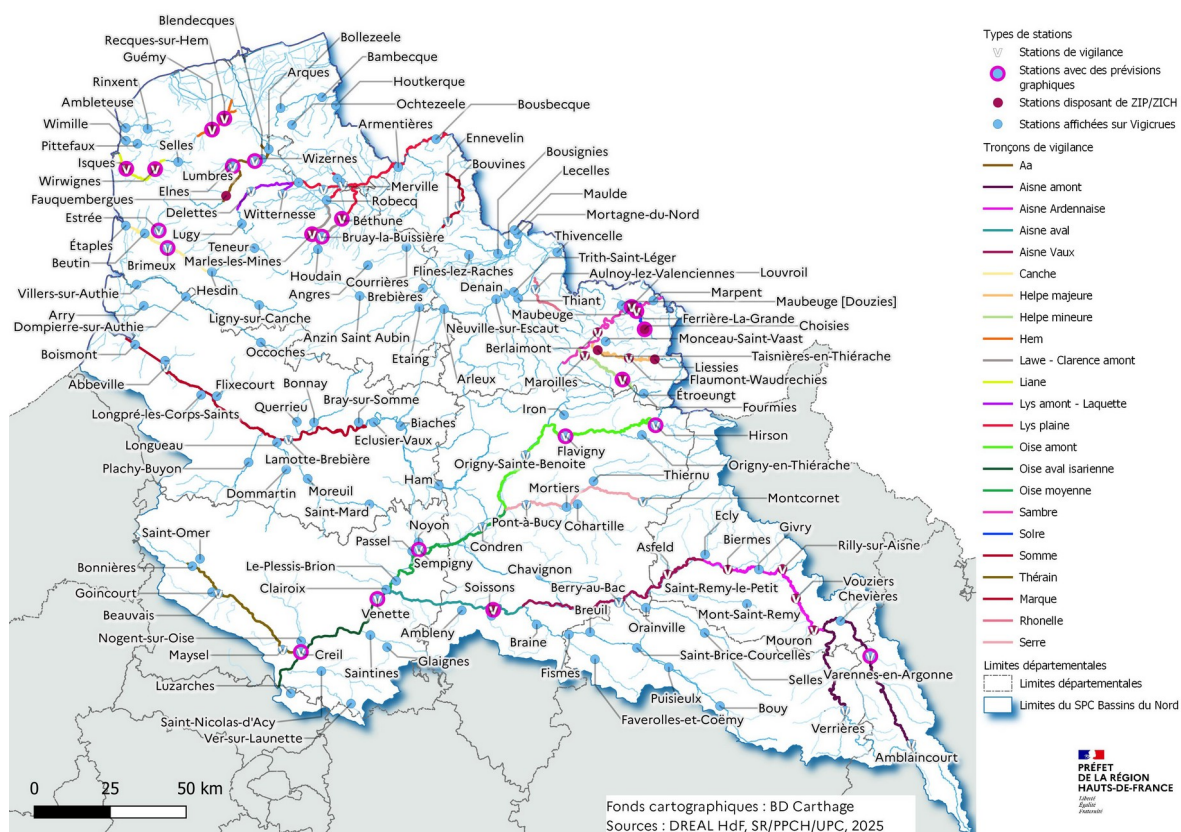 Blendecques
Recques-sur-Hem
Guémy
Rinxent
Ambleteuse
Wimille
Pittefaux
Isques
Wirwignes
Selles
Bollezeele
Bambecque
Arques
Houtkerque
Ochtezeele
Armentières
Bousbecque
Ennevelin
Bouvines
Bousignies
Lecelles
Maulde
Mortagne-du-Nord
Thivencelle
Wizernes
Lumbres
Elnes
Fauquembergues
Delettes
Witternesse
Merville
Robecq
Béthune
Bruay-la-Buissière
Estrée
Étaples
Beutin
Brimeux
Lugy
Teneur
Marles-les-Mines
Houdain
Courrières
Flines-lez-Raches
Trith-Saint-Léger
Aulnoy-lez-Valenciennes
Louvroil
Villers-sur-Authie
Hesdin
Angres
Brebières
Denain
Thiant
Marpent
Arry
Maubeuge
Maubeuge [Douzies]
Dompierre-sur-Authie
Ligny-sur-Canche
Anzin Saint Aubin
Neuville-sur-Escaut
Ferrière-La-Grande
Choisies
Boismont
Occoches
Etaing
Berlaimont
Monceau-Saint-Vaast
Taisnières-en-Thiérache
Liessies
Abbeville
Flixecourt
Bonnay
Arleux
Maroilles
Flaumont-Waudrechies
Étroeungt
Longpré-les-Corps-Saints
Querrieu
Bray-sur-Somme
Biaches
Iron
Fournies
Longueau
Eclusier-Vaux
Flavigny
Hirson
Plachy-Buyon
Lamotte-Brebière
Origny-Sainte-Benoite
Origny-en-Thiérache
Dommartin
Moreuil
Ham
Mortiers
Thiernu
Saint-Mard
Montcornet
Saint-Omer
Noyon
Pont-à-Bucy
Cohartille
Ecly
Givry
Bonnières
Passel
Condren
Asfeld
Biermes
Rilly-sur-Aisne
Le-Plessis-Brion
Sempigny
Chavignon
Goincourt
Clairoix
Soissons
Berry-au-Bac
Saint-Remy-le-Petit
Vouziers
Chevières
Beauvais
Venette
Breuil
Mont-Saint-Remy
Nogent-sur-Oise
Ambleny
Braine
Orainville
Mouron
Maysel
Creil
Glaignes
Saint-Brice-Courcelles
Saintines
Fismes
Selles
Varennes-en-Argonne
Luzarches
Puisieulx
Bouy
Saint-Nicolas-d'Acy
Faverolles-et-Coëmy
Verrières
Ver-sur-Launette
Amblaincourt
0 25 50 km
Fonds cartographiques : BD Carthage
Sources : DREAL HdF, SR/PPCH/UPC, 2025
Types de stations
Stations de vigilance
Stations avec des prévisions
graphiques
Stations disposant de ZIP/ZICH
Stations affichées sur Vigicrues
Tronçons de vigilance
Aa
Aisne amont
Aisne Ardennaise
Aisne aval
Aisne Vaux
Canche
Helpe majeure
Helpe mineure
Hem
Lawe - Clarence amont
Liane
Lys amont - Laquette
Lys plaine
Oise amont
Oise aval isarienne
Oise moyenne
Sambre
Solre
Somme
Thérain
Marque
Rhonelle
Serre
Limites départementales
Limites départementales
Limites du SPC Bassins du Nord
PRÉFET
DE LA RÉGION
HAUTS-DE-FRANCE
Liberté
Égalité
Fraternité